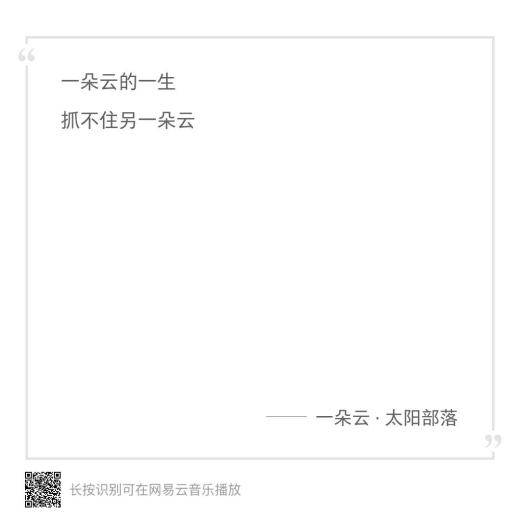 “
一朵云的一生
抓不住另一朵云
—— 一朵云 · 太阳部落
”
长按识别可在网易云音乐播放